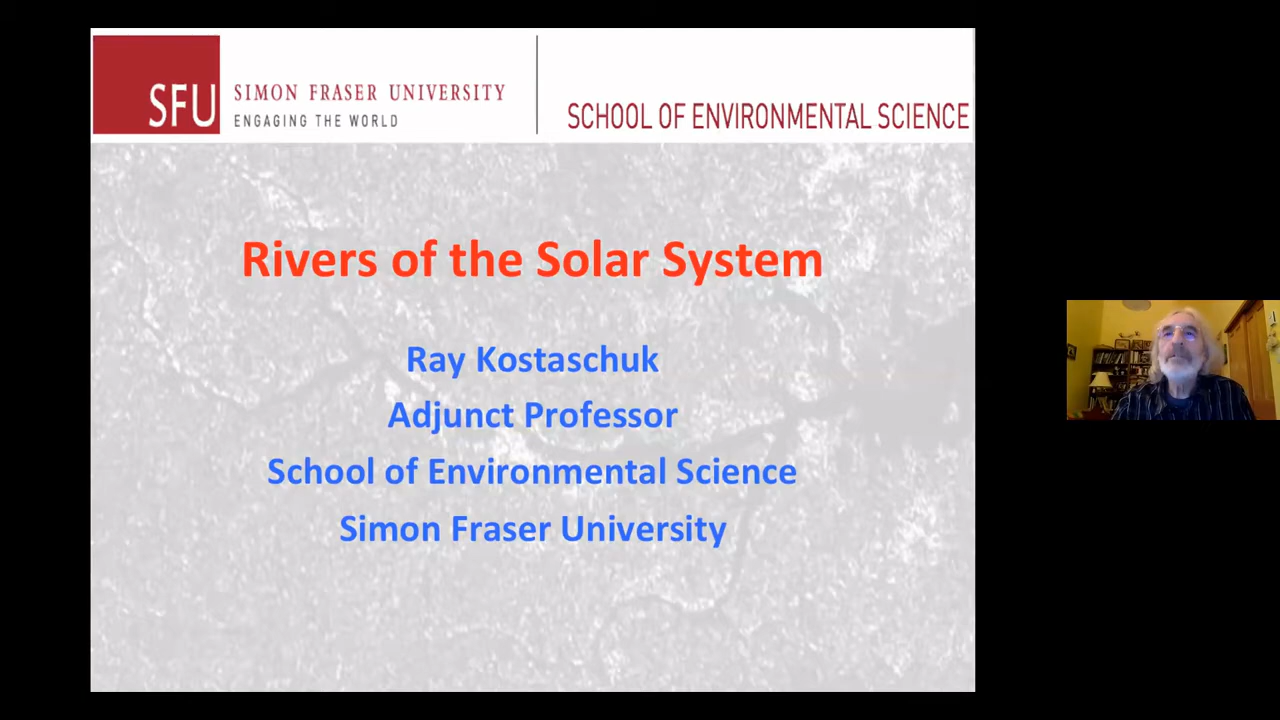 SFU
SIMON FRASER UNIVERSITY
ENGAGING THE WORLD
SCHOOL OF ENVIRONMENTAL SCIENCE
Rivers of the Solar System
Ray Kostaschuk
Adjunct Professor
School of Environmental Science
Simon Fraser University